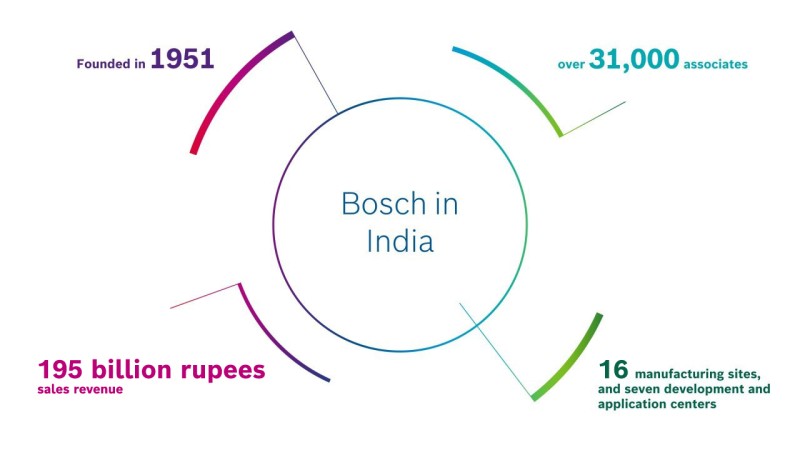 Founded in 1951
over 31,000 associates
Bosch in
India
195 billion rupees
sales revenue
16 manufacturing sites,
and seven development and
application centers